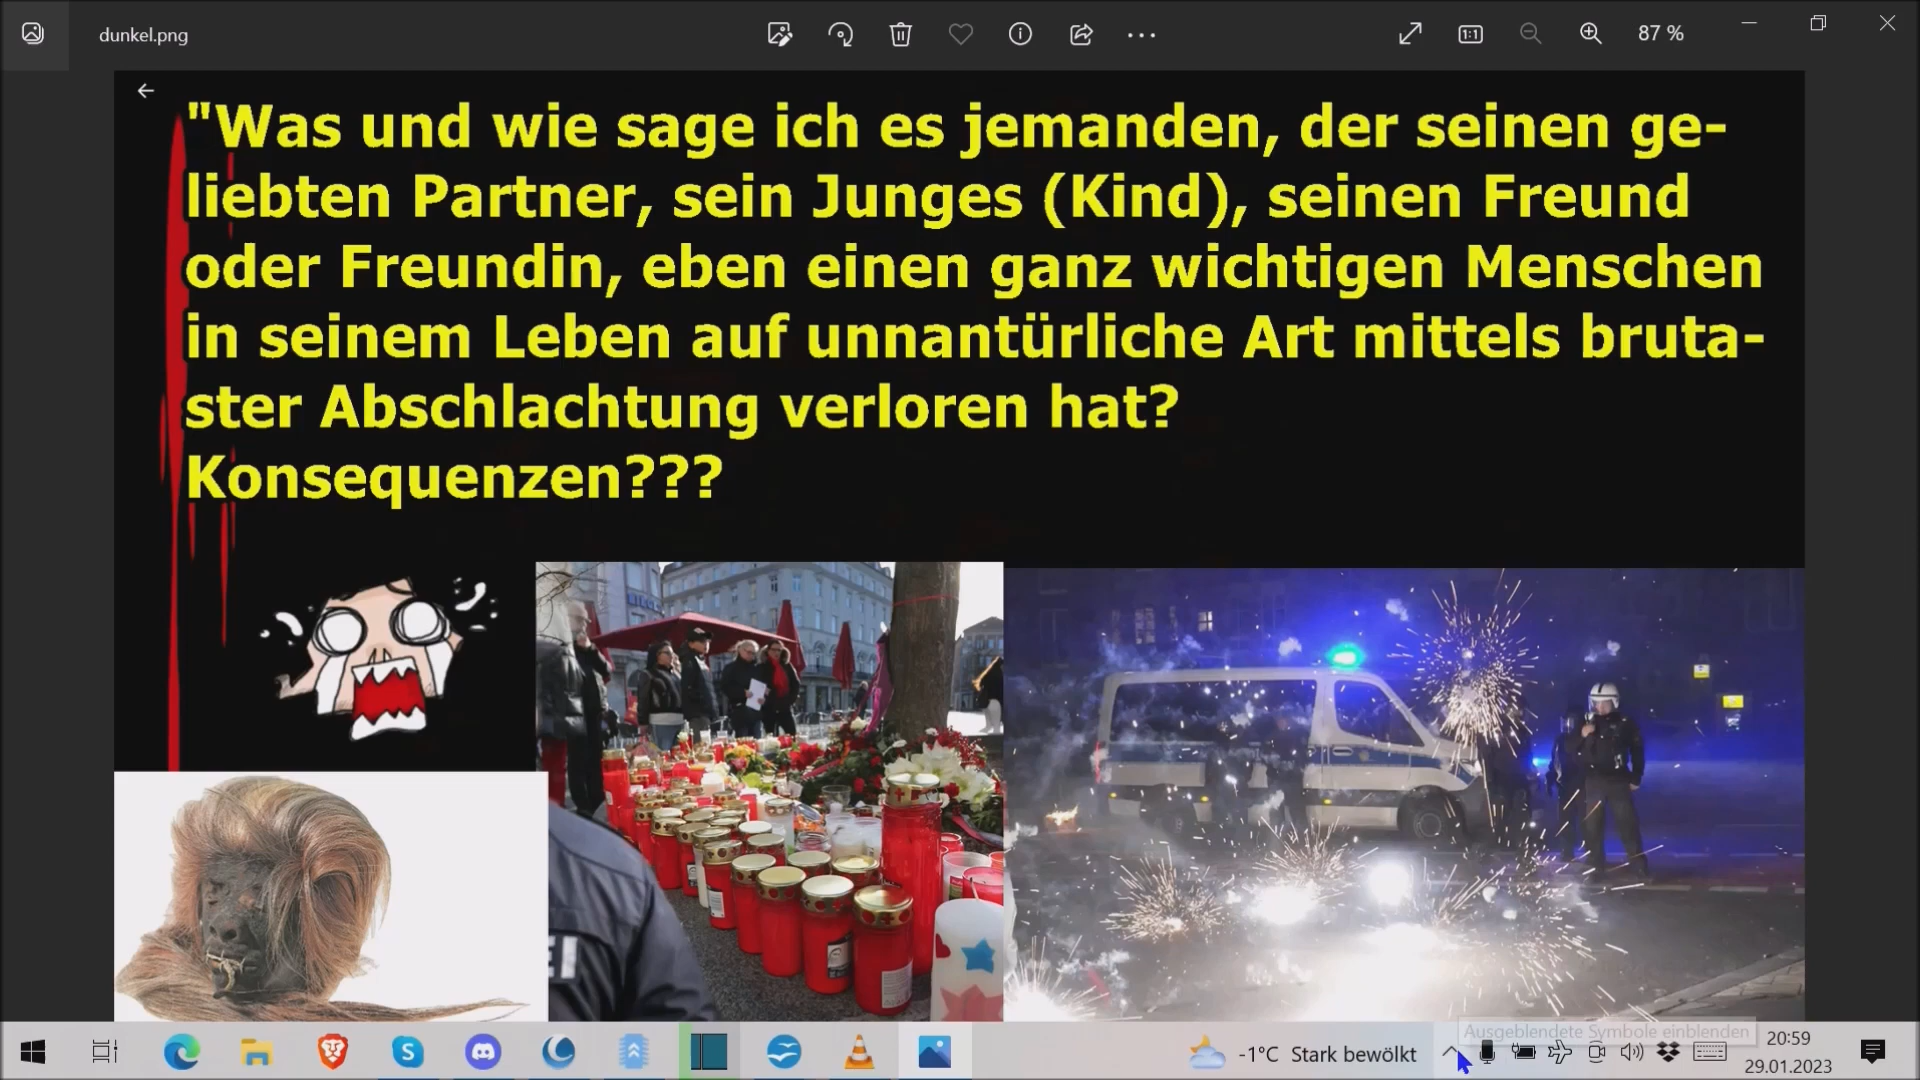 dunkel.png
87 %
"Was und wie sage ich es jemanden, der seinen ge-
liebten Partner, sein Junges (Kind), seinen Freund
oder Freundin, eben einen ganz wichtigen Menschen
in seinem Leben auf unnantürliche Art mittels bruta-
ster Abschlachtung verloren hat?
Konsequenzen???
EI
Ausgeblendete Symbole einblenden
-1°C Stark bewölkt
20:59
29.01.2023